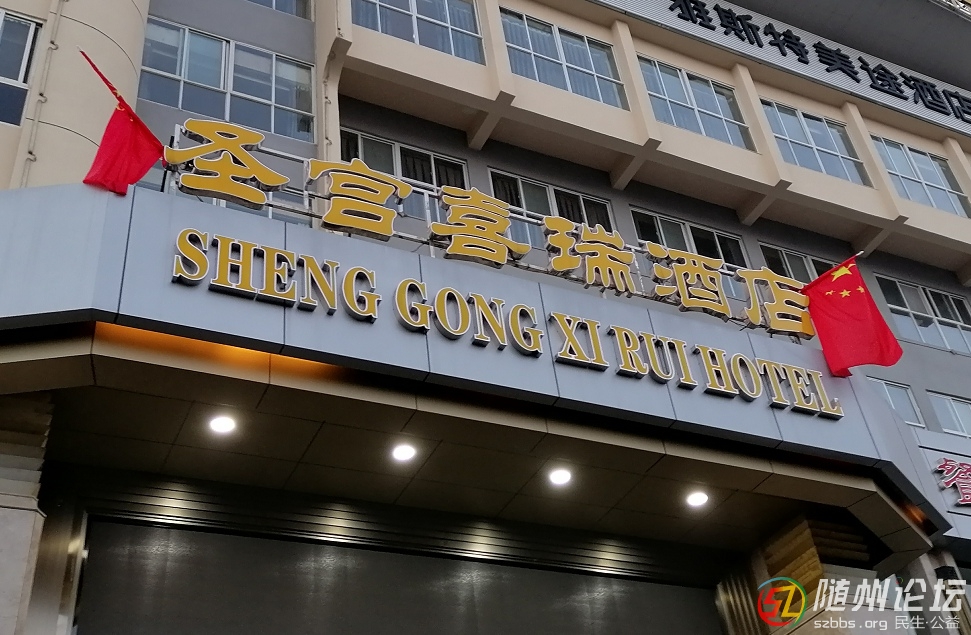 雅斯特美途酒店
圣宫喜瑞酒店
SHENG GONG XI RUI HOTEL
随州论坛
szbbs.org 民生·公益